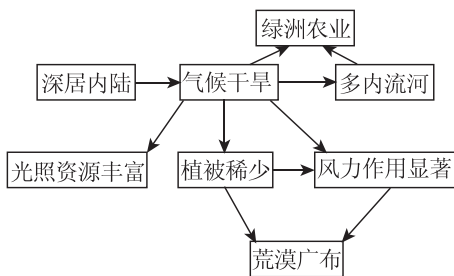 绿洲农业
深居内陆
气候干旱
多内流河
光照资源丰富
植被稀少
风力作用显著
荒漠广布